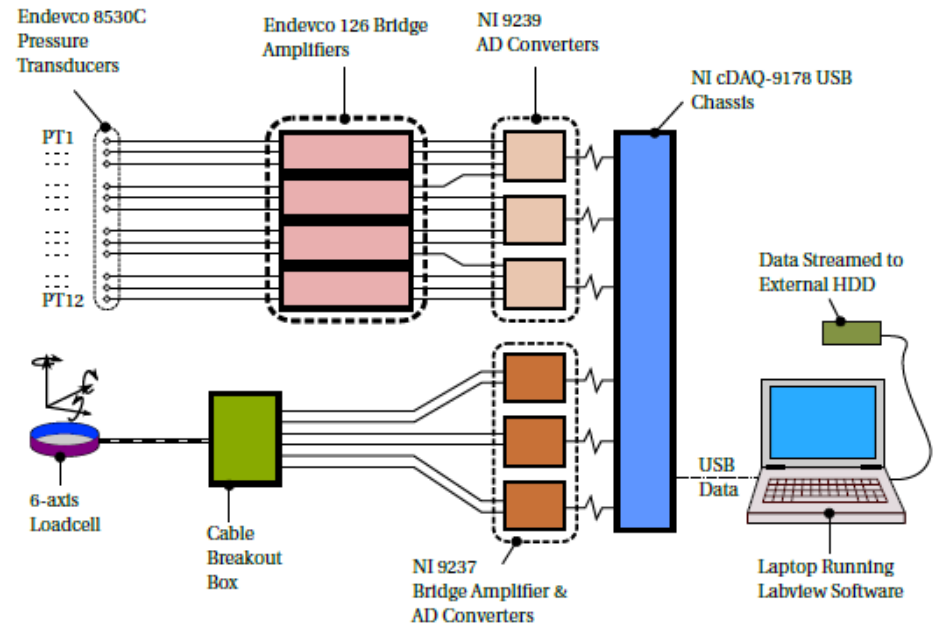 Endevco 8530C
Pressure
Transducers
Endevco 126 Bridge
Amplifiers
NI 9239
AD Converters
NI cDAQ-9178 USB
Chassis
PT1
PT12
Data Streamed to
External HDD
6-axis
Loadcell
Cable
Breakout
Box
NI 9237
Bridge Amplifier &
AD Converters
USB
Data
Laptop Running
Labview Software